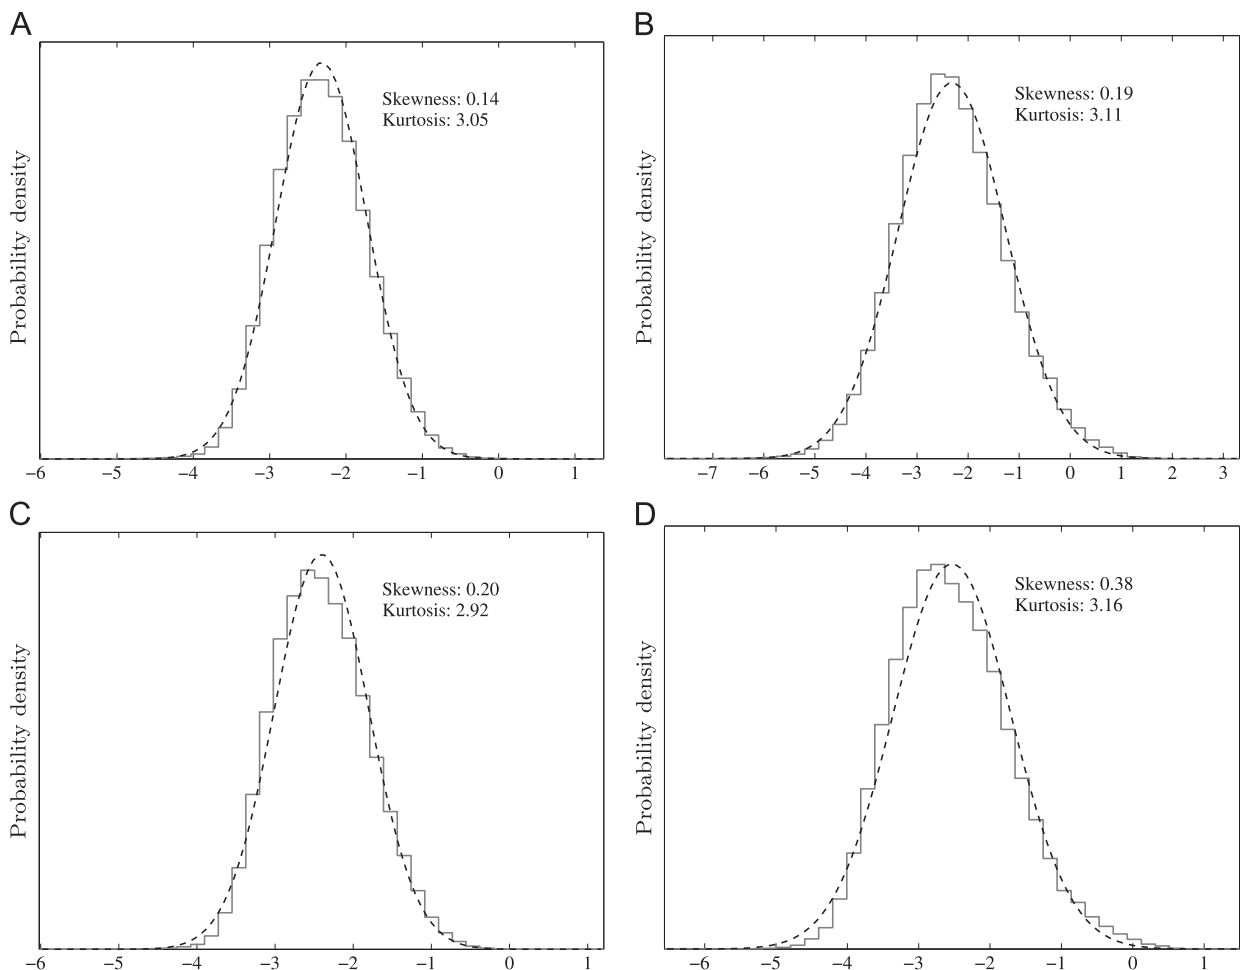 A
Skewness: 0.14
Kurtosis: 3.05
Probability density
−6 −5 −4 −3 −2 −1 0 1
B
Skewness: 0.19
Kurtosis: 3.11
Probability density
−7 −6 −5 −4 −3 −2 −1 0 1 2 3
C
Skewness: 0.20
Kurtosis: 2.92
Probability density
−6 −5 −4 −3 −2 −1 0 1
D
Skewness: 0.38
Kurtosis: 3.16
Probability density
−6 −5 −4 −3 −2 −1 0 1